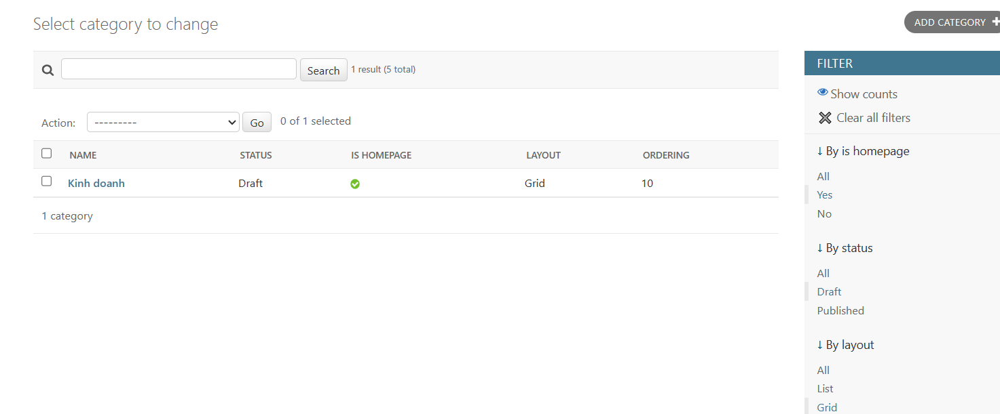 Select category to change
ADD CATEGORY
Search 1 result (5 total)
Action: --------- Go 0 of 1 selected
NAME STATUS IS HOMEPAGE LAYOUT ORDERING
Kinh doanh Draft Grid 10
1 category
FILTER
Show counts
Clear all filters
↓ By is homepage
All
Yes
No
↓ By status
All
Draft
Published
↓ By layout
All
List
Grid